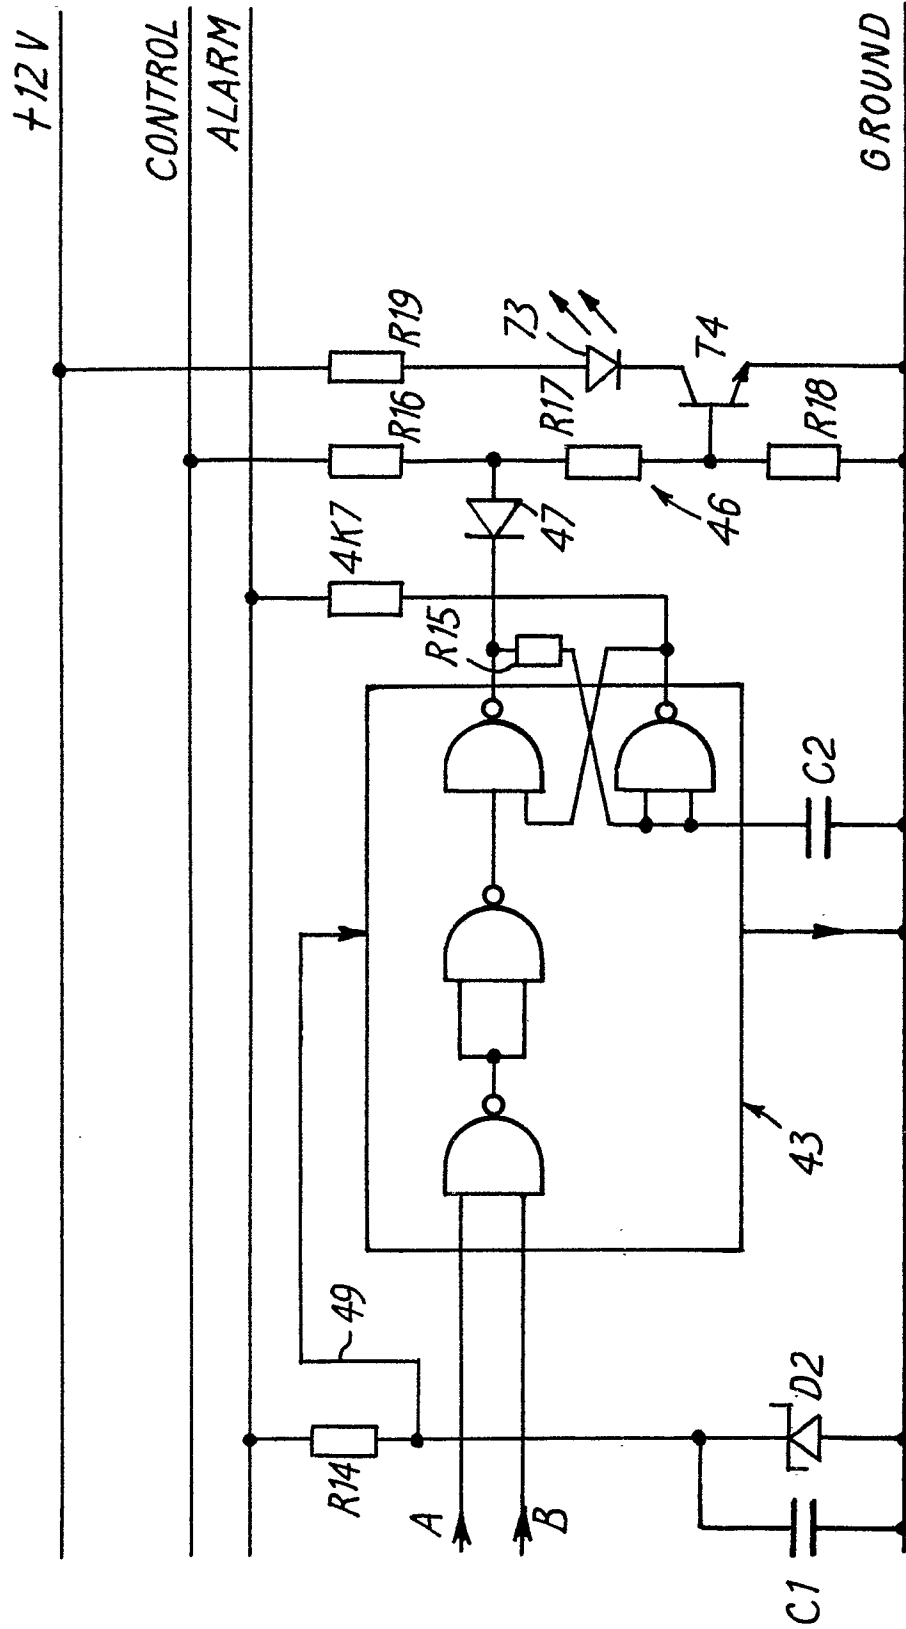 +12 V
CONTROL
ALARM
GROUND
R19
R16
4K7
R15
R17
R18
73
T4
46
47
C2
43
49
R14
A
B
D2
C1